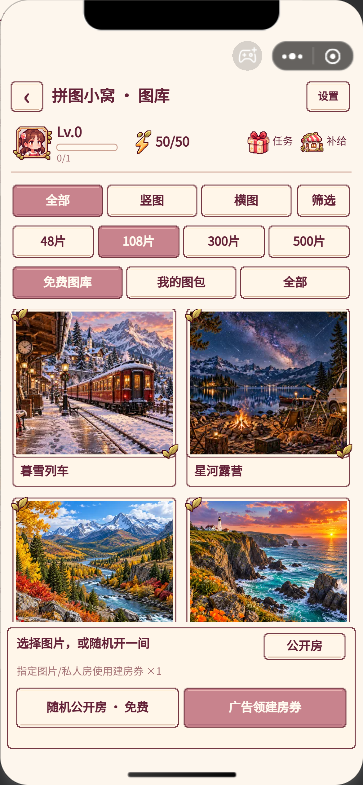 拼图小窝 · 图库
设置
Lv.0
0/1
50/50
任务
补给
全部
竖图
横图
筛选
48片
108片
300片
500片
免费图库
我的图包
全部
暮雪列车
星河露营
选择图片，或随机开一间
公开房
指定图片/私人房使用建房券 ×1
随机公开房 · 免费
广告领建房券